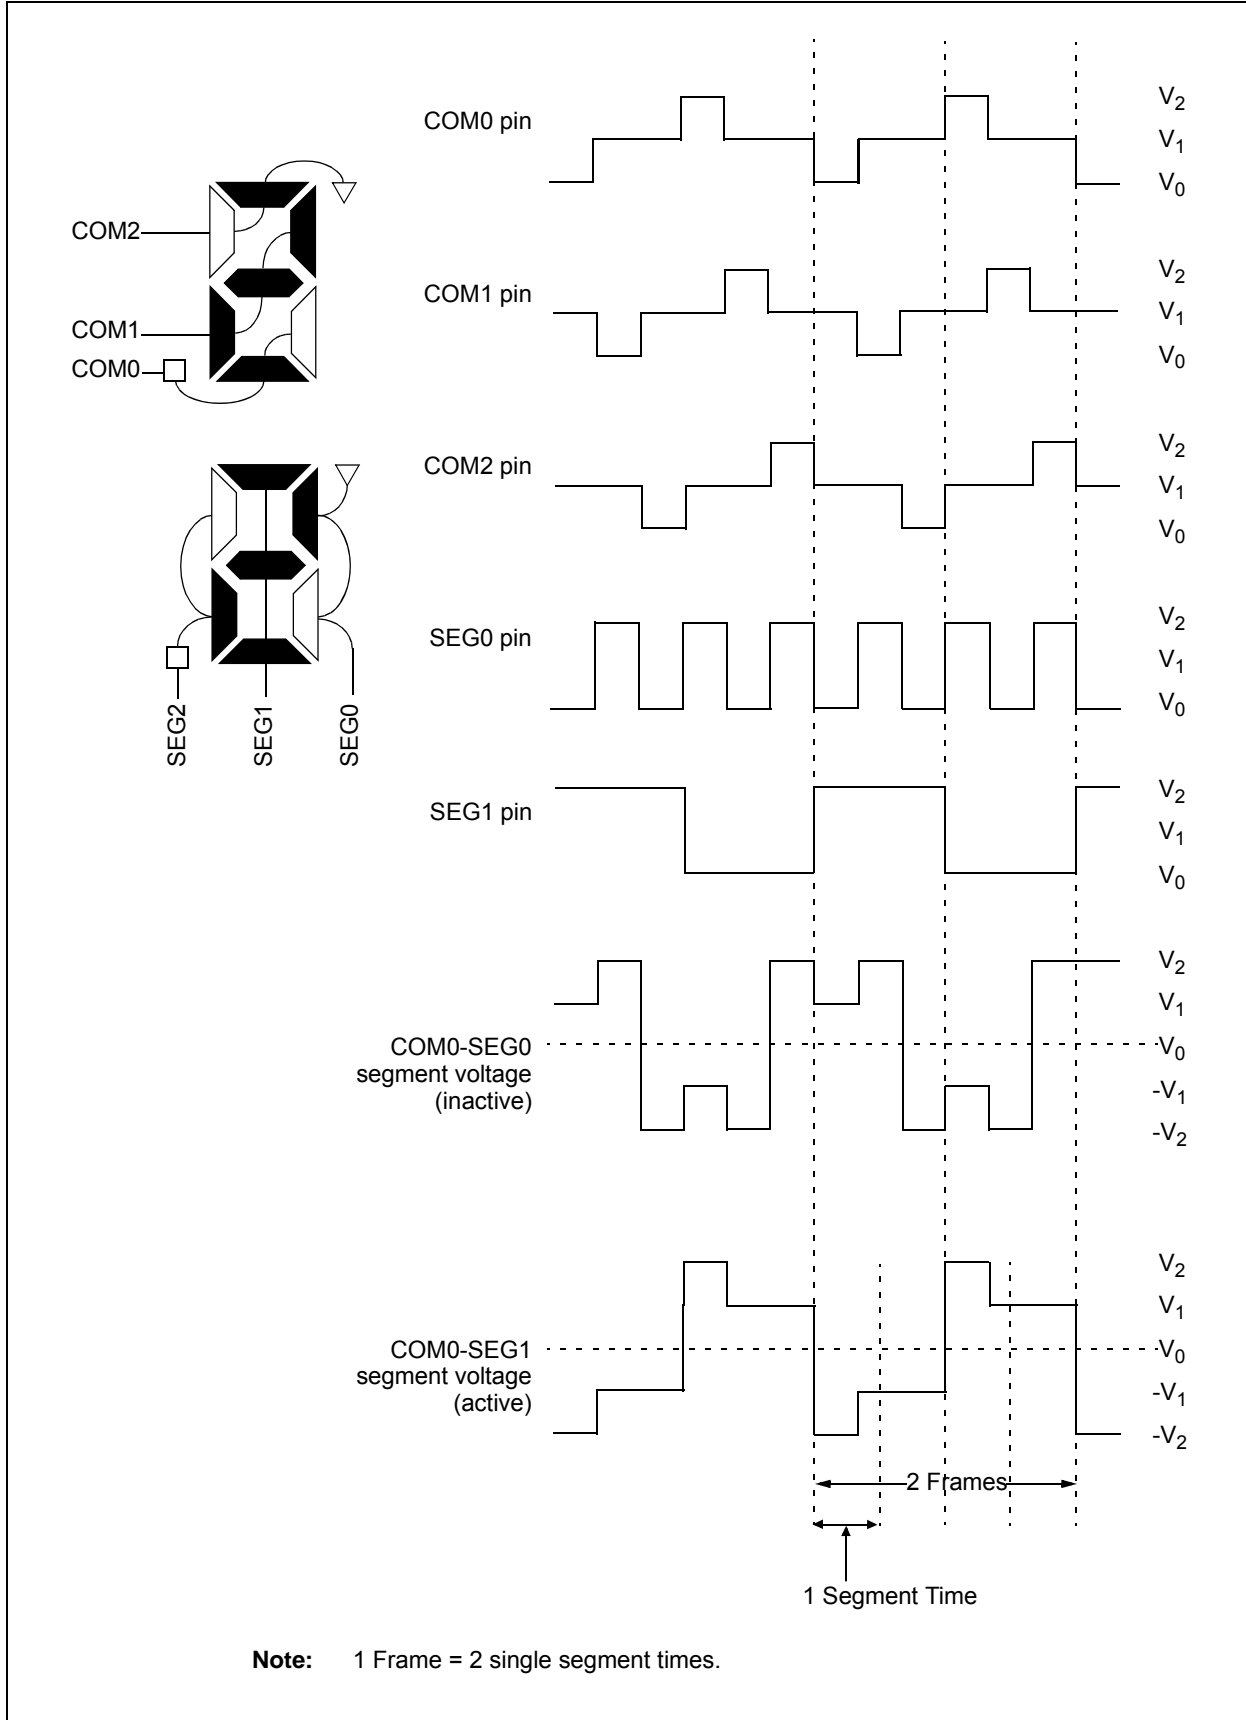 COM0 pin
V2
V1
V0
COM2
COM1
COM0
COM1 pin
V2
V1
V0
COM2 pin
V2
V1
V0
SEG2
SEG1
SEG0
SEG0 pin
V2
V1
V0
SEG1 pin
V2
V1
V0
COM0-SEG0
segment voltage
(inactive)
V2
V1
V0
-V1
-V2
COM0-SEG1
segment voltage
(active)
V2
V1
V0
-V1
-V2
2 Frames
1 Segment Time
Note: 1 Frame = 2 single segment times.